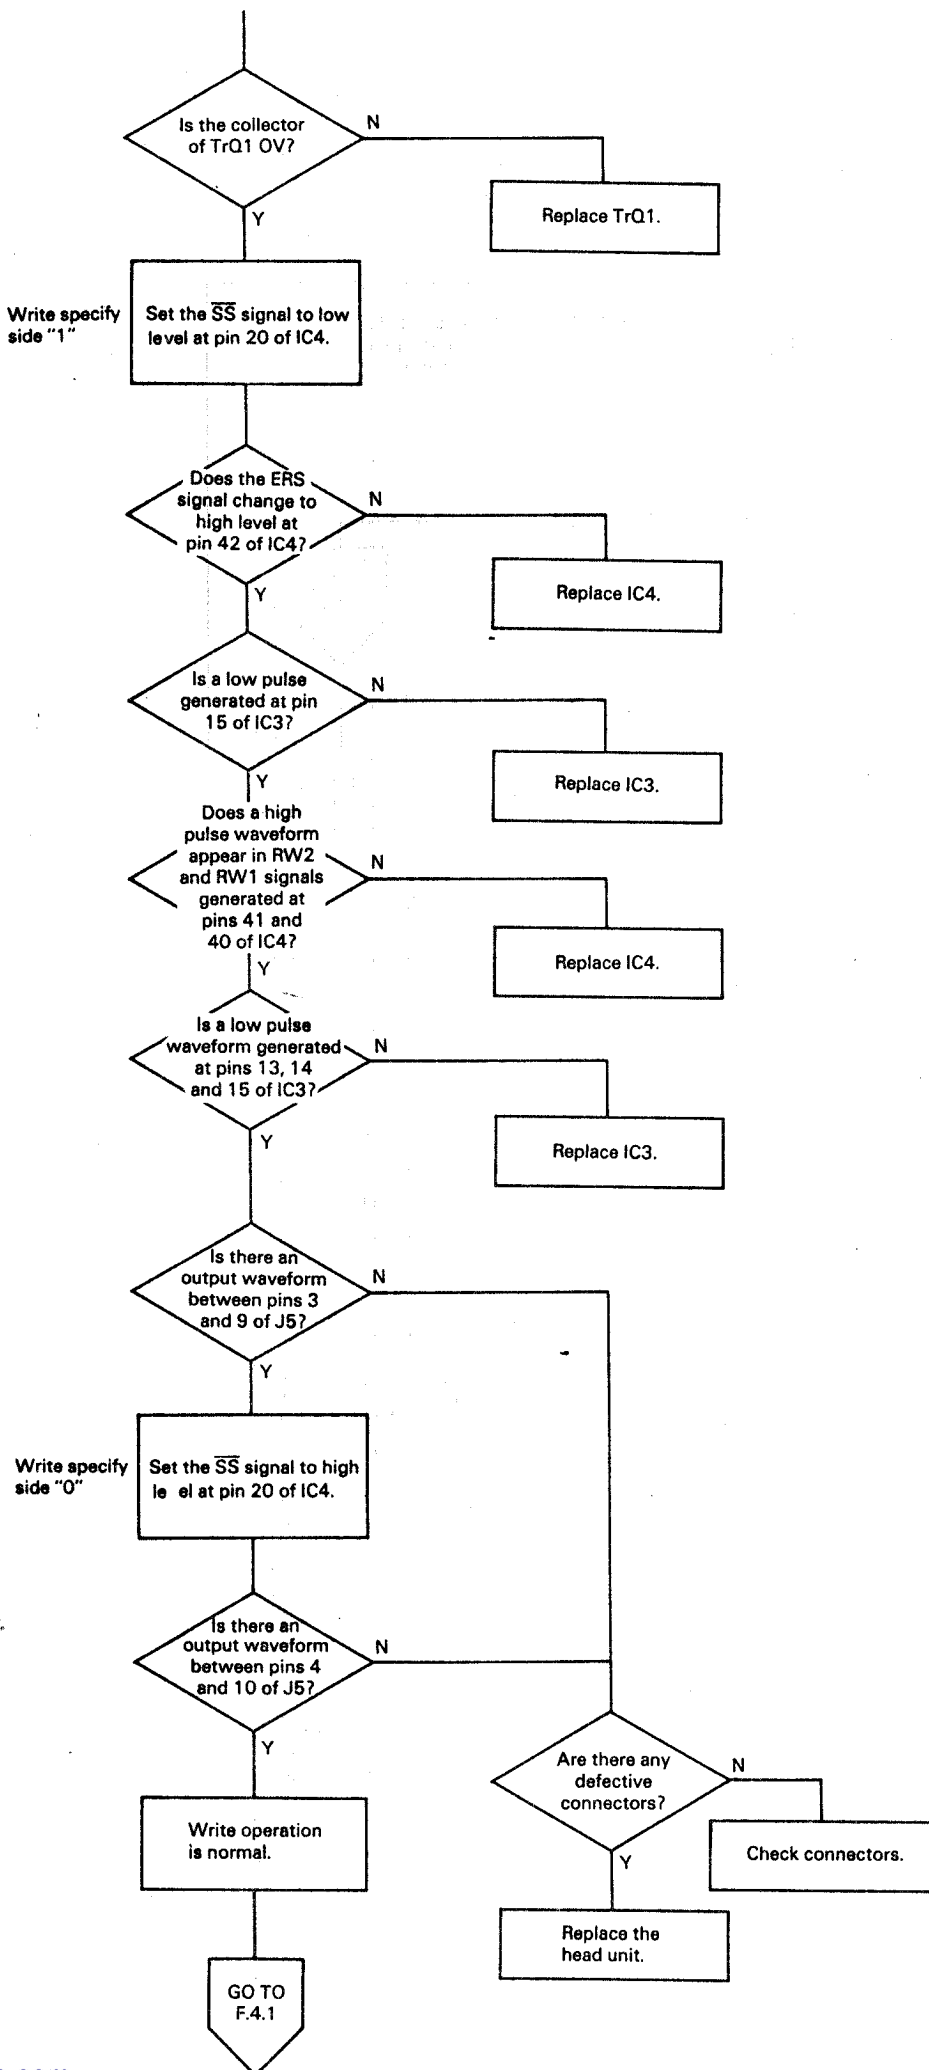 Is the collector
of TrQ1 OV?
N
Replace TrQ1.
Y
Write specify
side "1"
Set the S̅S̅ signal to low
level at pin 20 of IC4.
Does the ERS
signal change to
high level at
pin 42 of IC4?
N
Replace IC4.
Y
Is a low pulse
generated at pin
15 of IC3?
N
Replace IC3.
Y
Does a high
pulse waveform
appear in RW2
and RW1 signals
generated at
pins 41 and
40 of IC4?
N
Replace IC4.
Y
Is a low pulse
waveform generated
at pins 13, 14
and 15 of IC3?
N
Replace IC3.
Y
Is there an
output waveform
between pins 3
and 9 of J5?
N
Y
Write specify
side "0"
Set the S̅S̅ signal to high
le el at pin 20 of IC4.
Is there an
output waveform
between pins 4
and 10 of J5?
N
Y
Are there any
defective
connectors?
N
Check connectors.
Y
Write operation
is normal.
Replace the
head unit.
GO TO
F.4.1